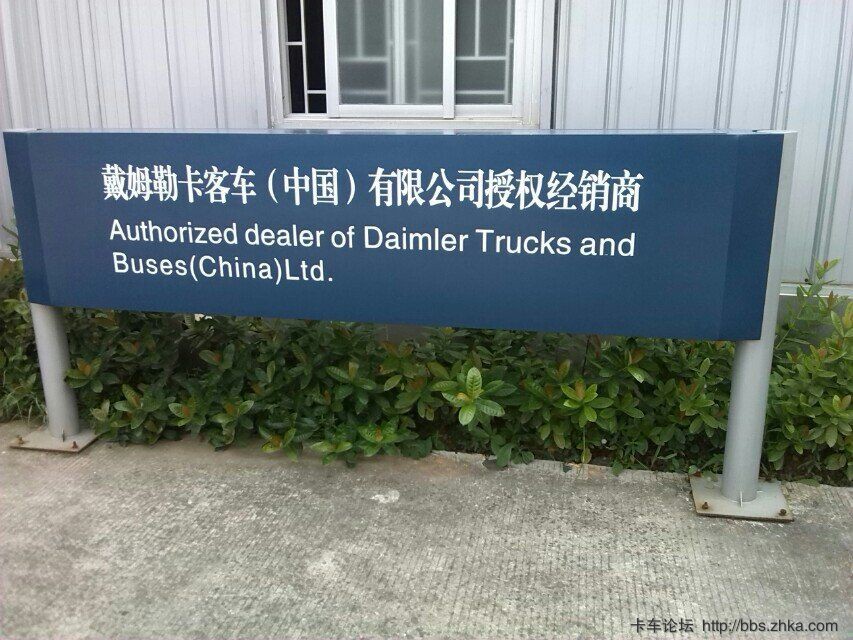 戴姆勒卡客车（中国）有限公司授权经销商
Authorized dealer of Daimler Trucks and
Buses(China)Ltd.
卡车论坛 http://bbs.zhka.com